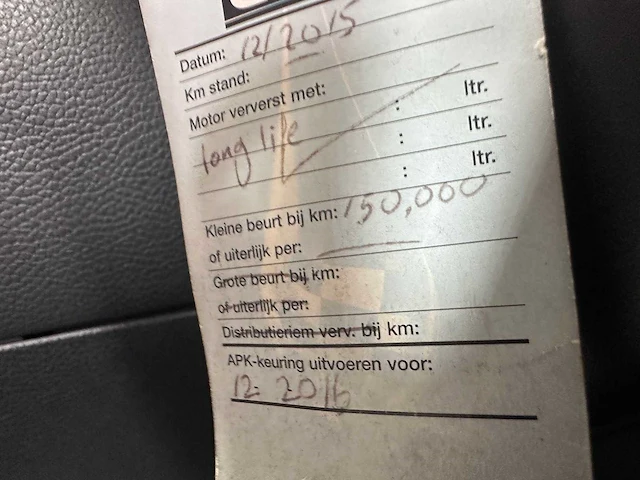 Datum: 12/2015
Km stand:
Motor ververst met:
: ltr.
long life : ltr.
: ltr.
Kleine beurt bij km: 150,000
of uiterlijk per:
Grote beurt bij km:
of uiterlijk per:
Distributieriem verv. bij km:
APK-keuring uitvoeren voor:
12- 2016